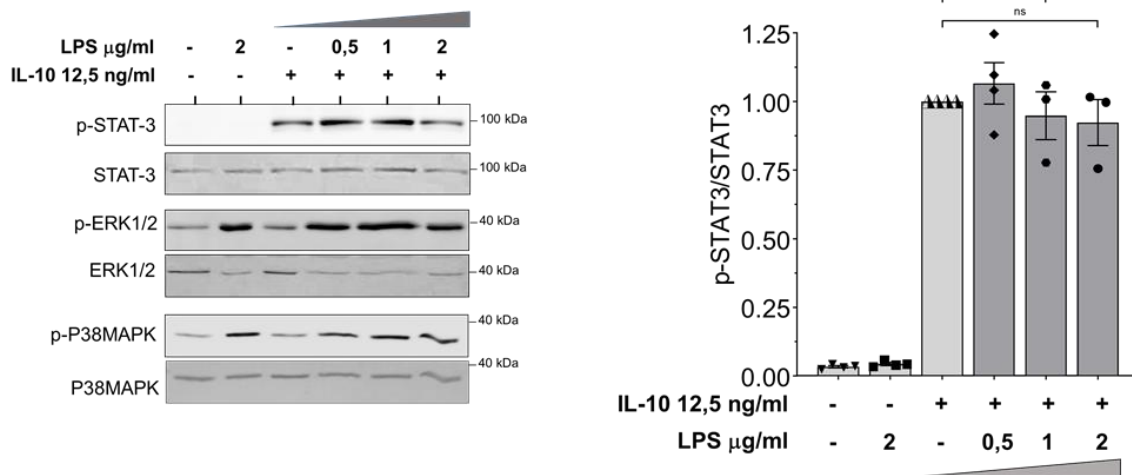 LPS µg/ml - 2 - 0,5 1 2
IL-10 12,5 ng/ml - - + + + +
p-STAT-3 100 kDa
STAT-3 100 kDa
p-ERK1/2 40 kDa
ERK1/2 40 kDa
p-P38MAPK 40 kDa
P38MAPK 40 kDa
ns
p-STAT3/STAT3
1.25
1.00
0.75
0.50
0.25
0.00
IL-10 12,5 ng/ml - - + + + +
LPS µg/ml - 2 - 0,5 1 2